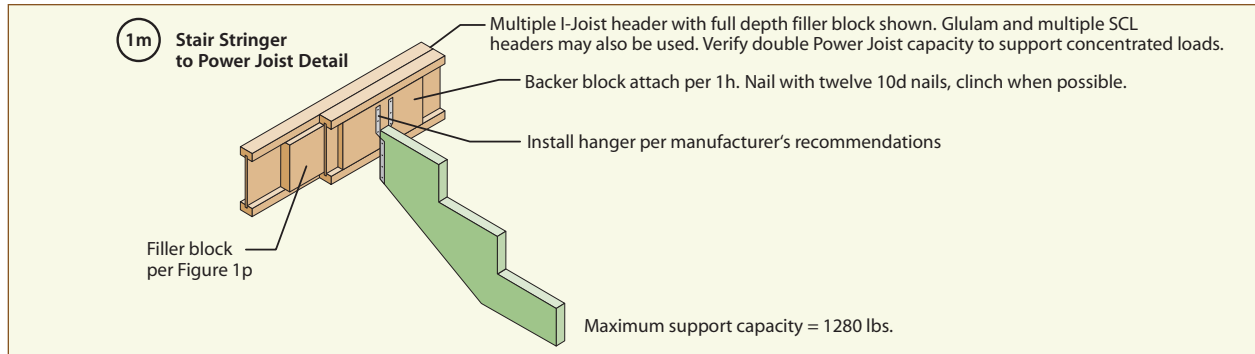 1m
Stair Stringer
to Power Joist Detail
Multiple I-Joist header with full depth filler block shown. Glulam and multiple SCL
headers may also be used. Verify double Power Joist capacity to support concentrated loads.
Backer block attach per 1h. Nail with twelve 10d nails, clinch when possible.
Install hanger per manufacturer‘s recommendations
Filler block
per Figure 1p
Maximum support capacity = 1280 lbs.